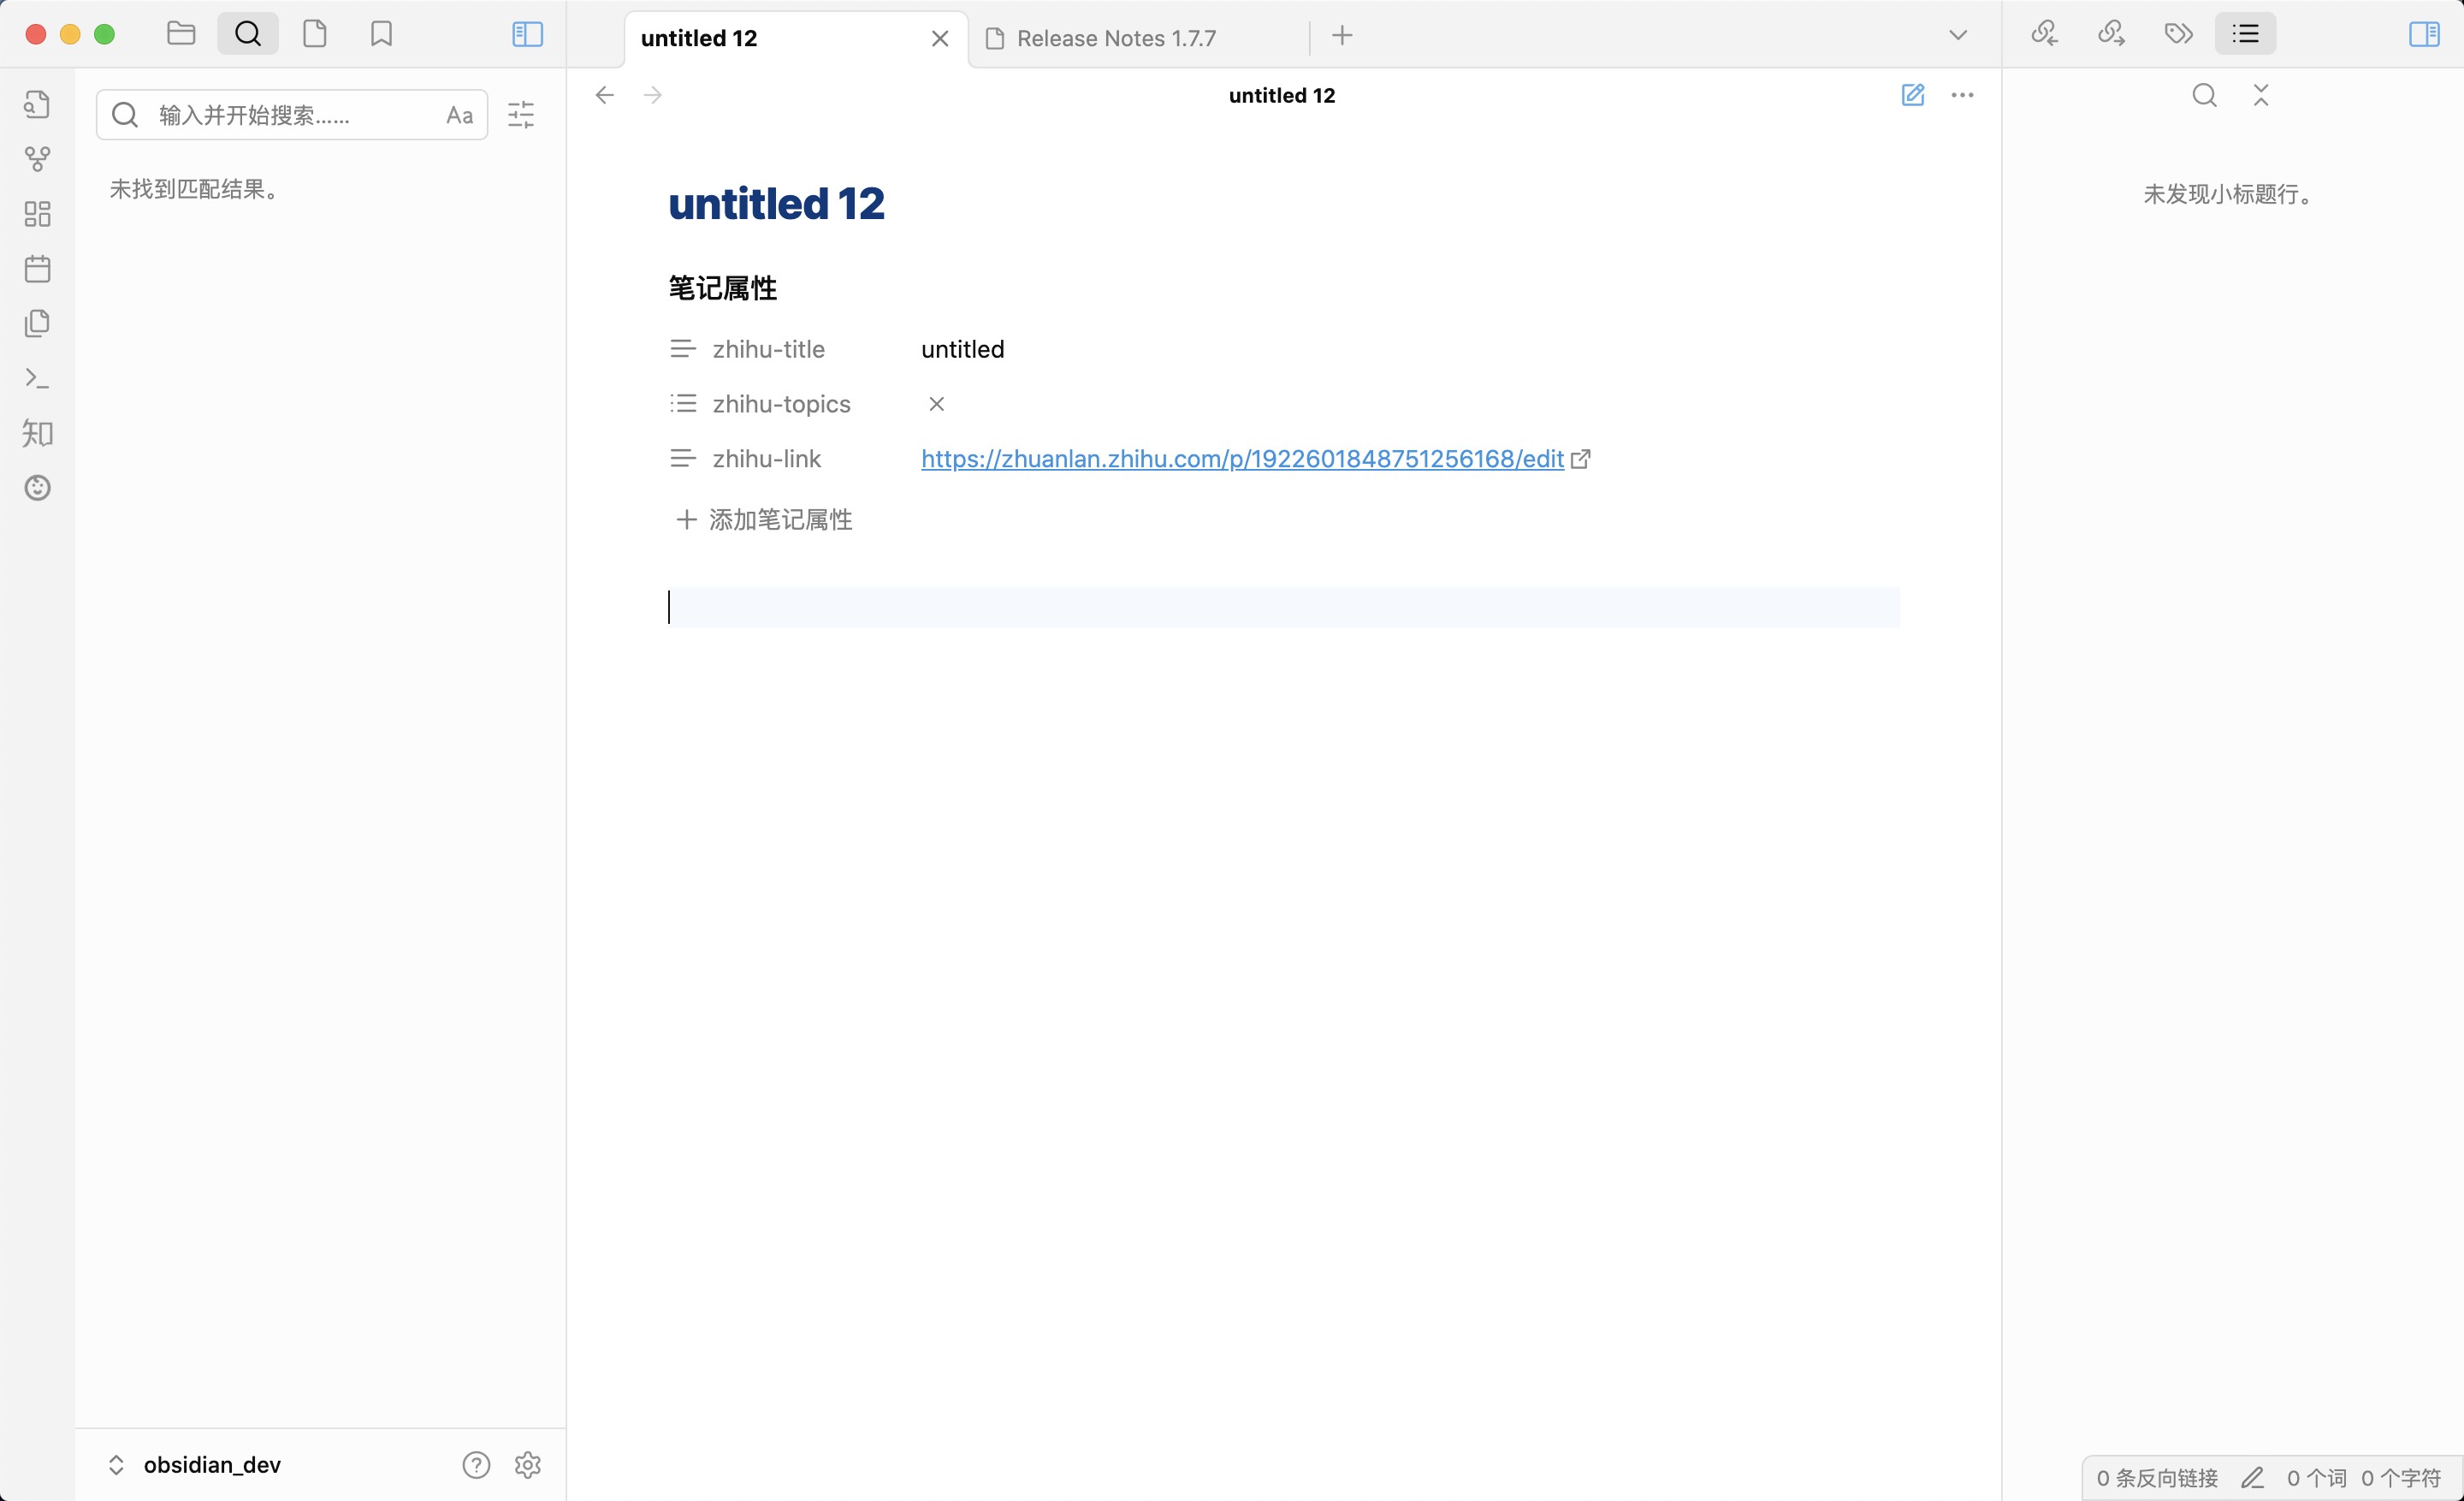 untitled 12
Release Notes 1.7.7
输入并开始搜索...... Aa
未找到匹配结果。
untitled 12
未发现小标题行。
untitled 12
笔记属性
zhihu-title untitled
zhihu-topics
zhihu-link https://zhuanlan.zhihu.com/p/1922601848751256168/edit
添加笔记属性
知
obsidian_dev
0 条反向链接 0 个词 0 个字符